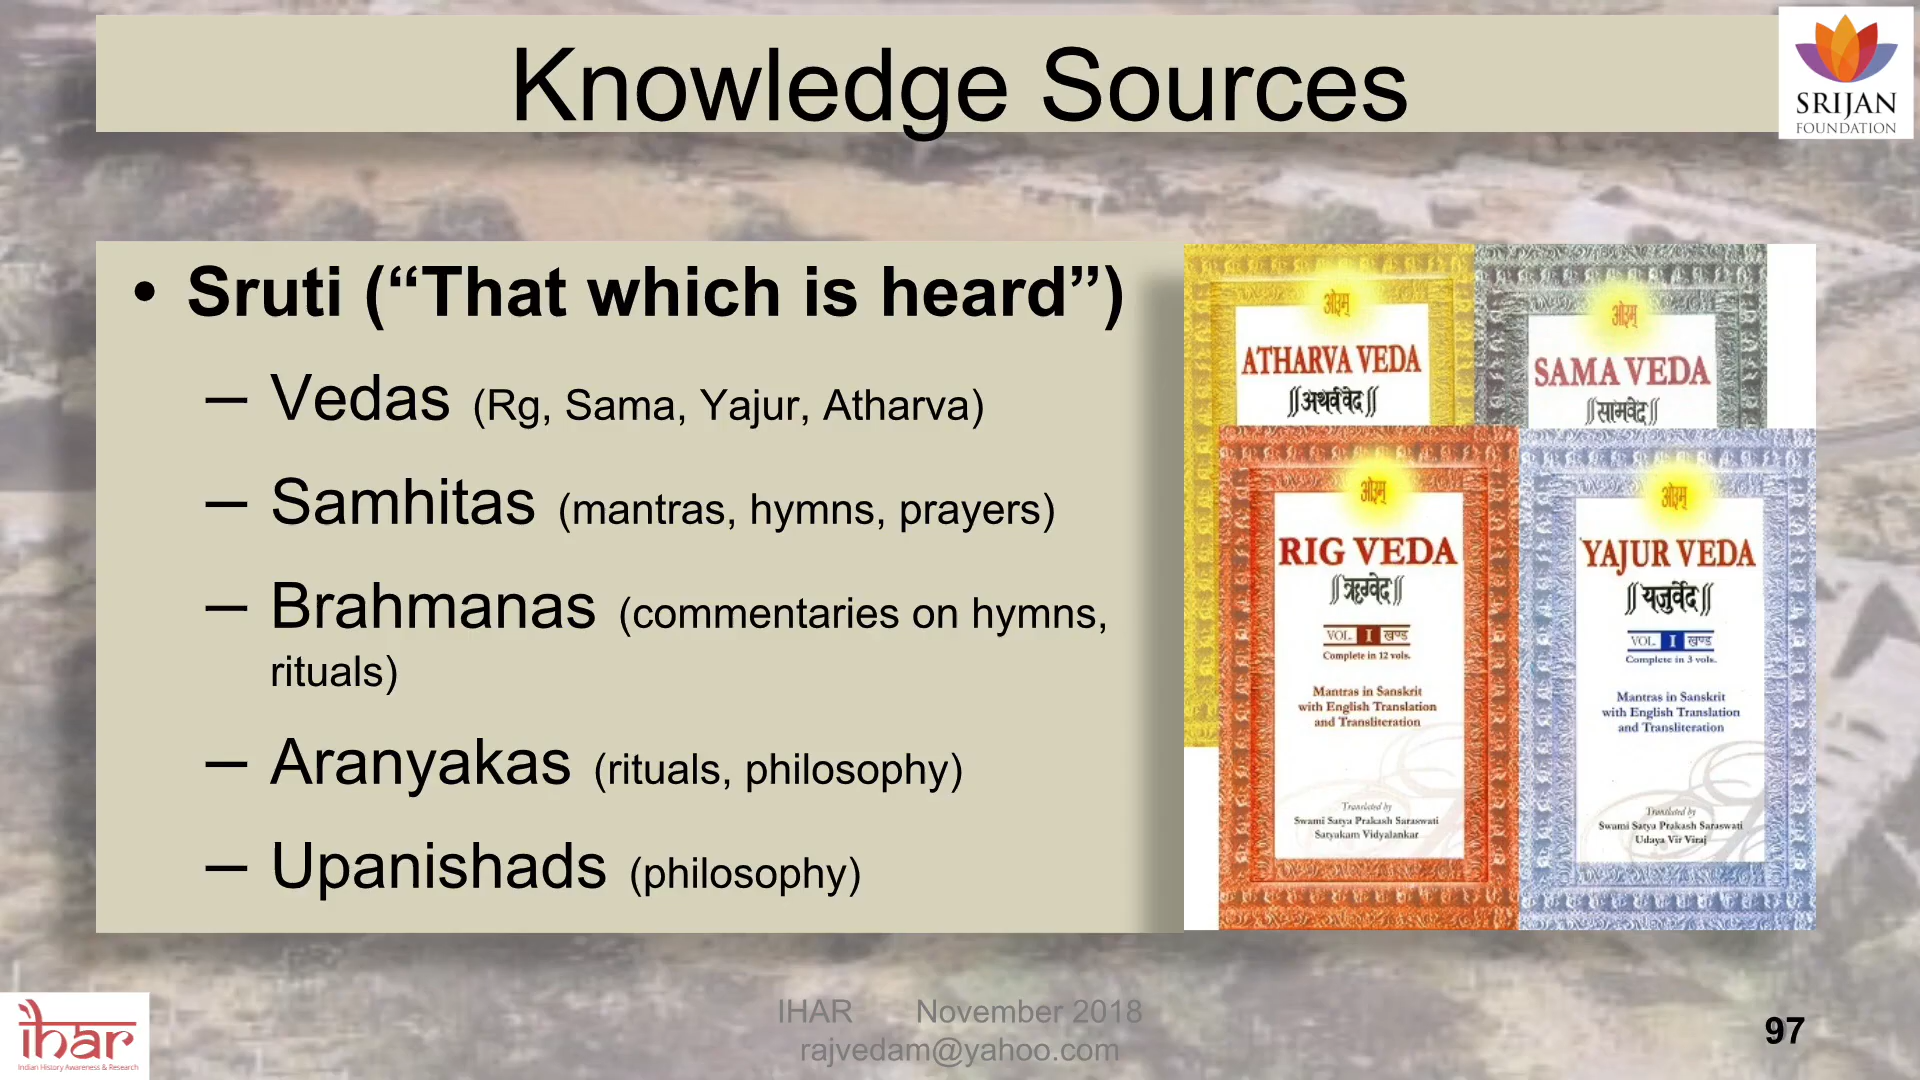 Knowledge Sources
SRIJAN
FOUNDATION
• Sruti (“That which is heard”)
– Vedas (Rg, Sama, Yajur, Atharva)
– Samhitas (mantras, hymns, prayers)
– Brahmanas (commentaries on hymns,
rituals)
– Aranyakas (rituals, philosophy)
– Upanishads (philosophy)
ओ३म्
ATHARVA VEDA
॥अथर्ववेद॥
ओ३म्
SAMA VEDA
॥सामवेद॥
ओ३म्
RIG VEDA
॥ऋग्वेद॥
VOL. I खण्ड
Complete in 12 vols.
Mantras in Sanskrit
with English Translation
and Transliteration
Translated by
Swami Satya Prakash Saraswati
Satyakam Vidyalankar
ओ३म्
YAJUR VEDA
॥यजुर्वेद॥
VOL. I खण्ड
Complete in 3 vols.
Mantras in Sanskrit
with English Translation
and Transliteration
Translated by
Swami Satya Prakash Saraswati
Udaya Vir Viraj
ihar
Indian History Awareness & Research
IHAR November 2018
rajvedam@yahoo.com
97